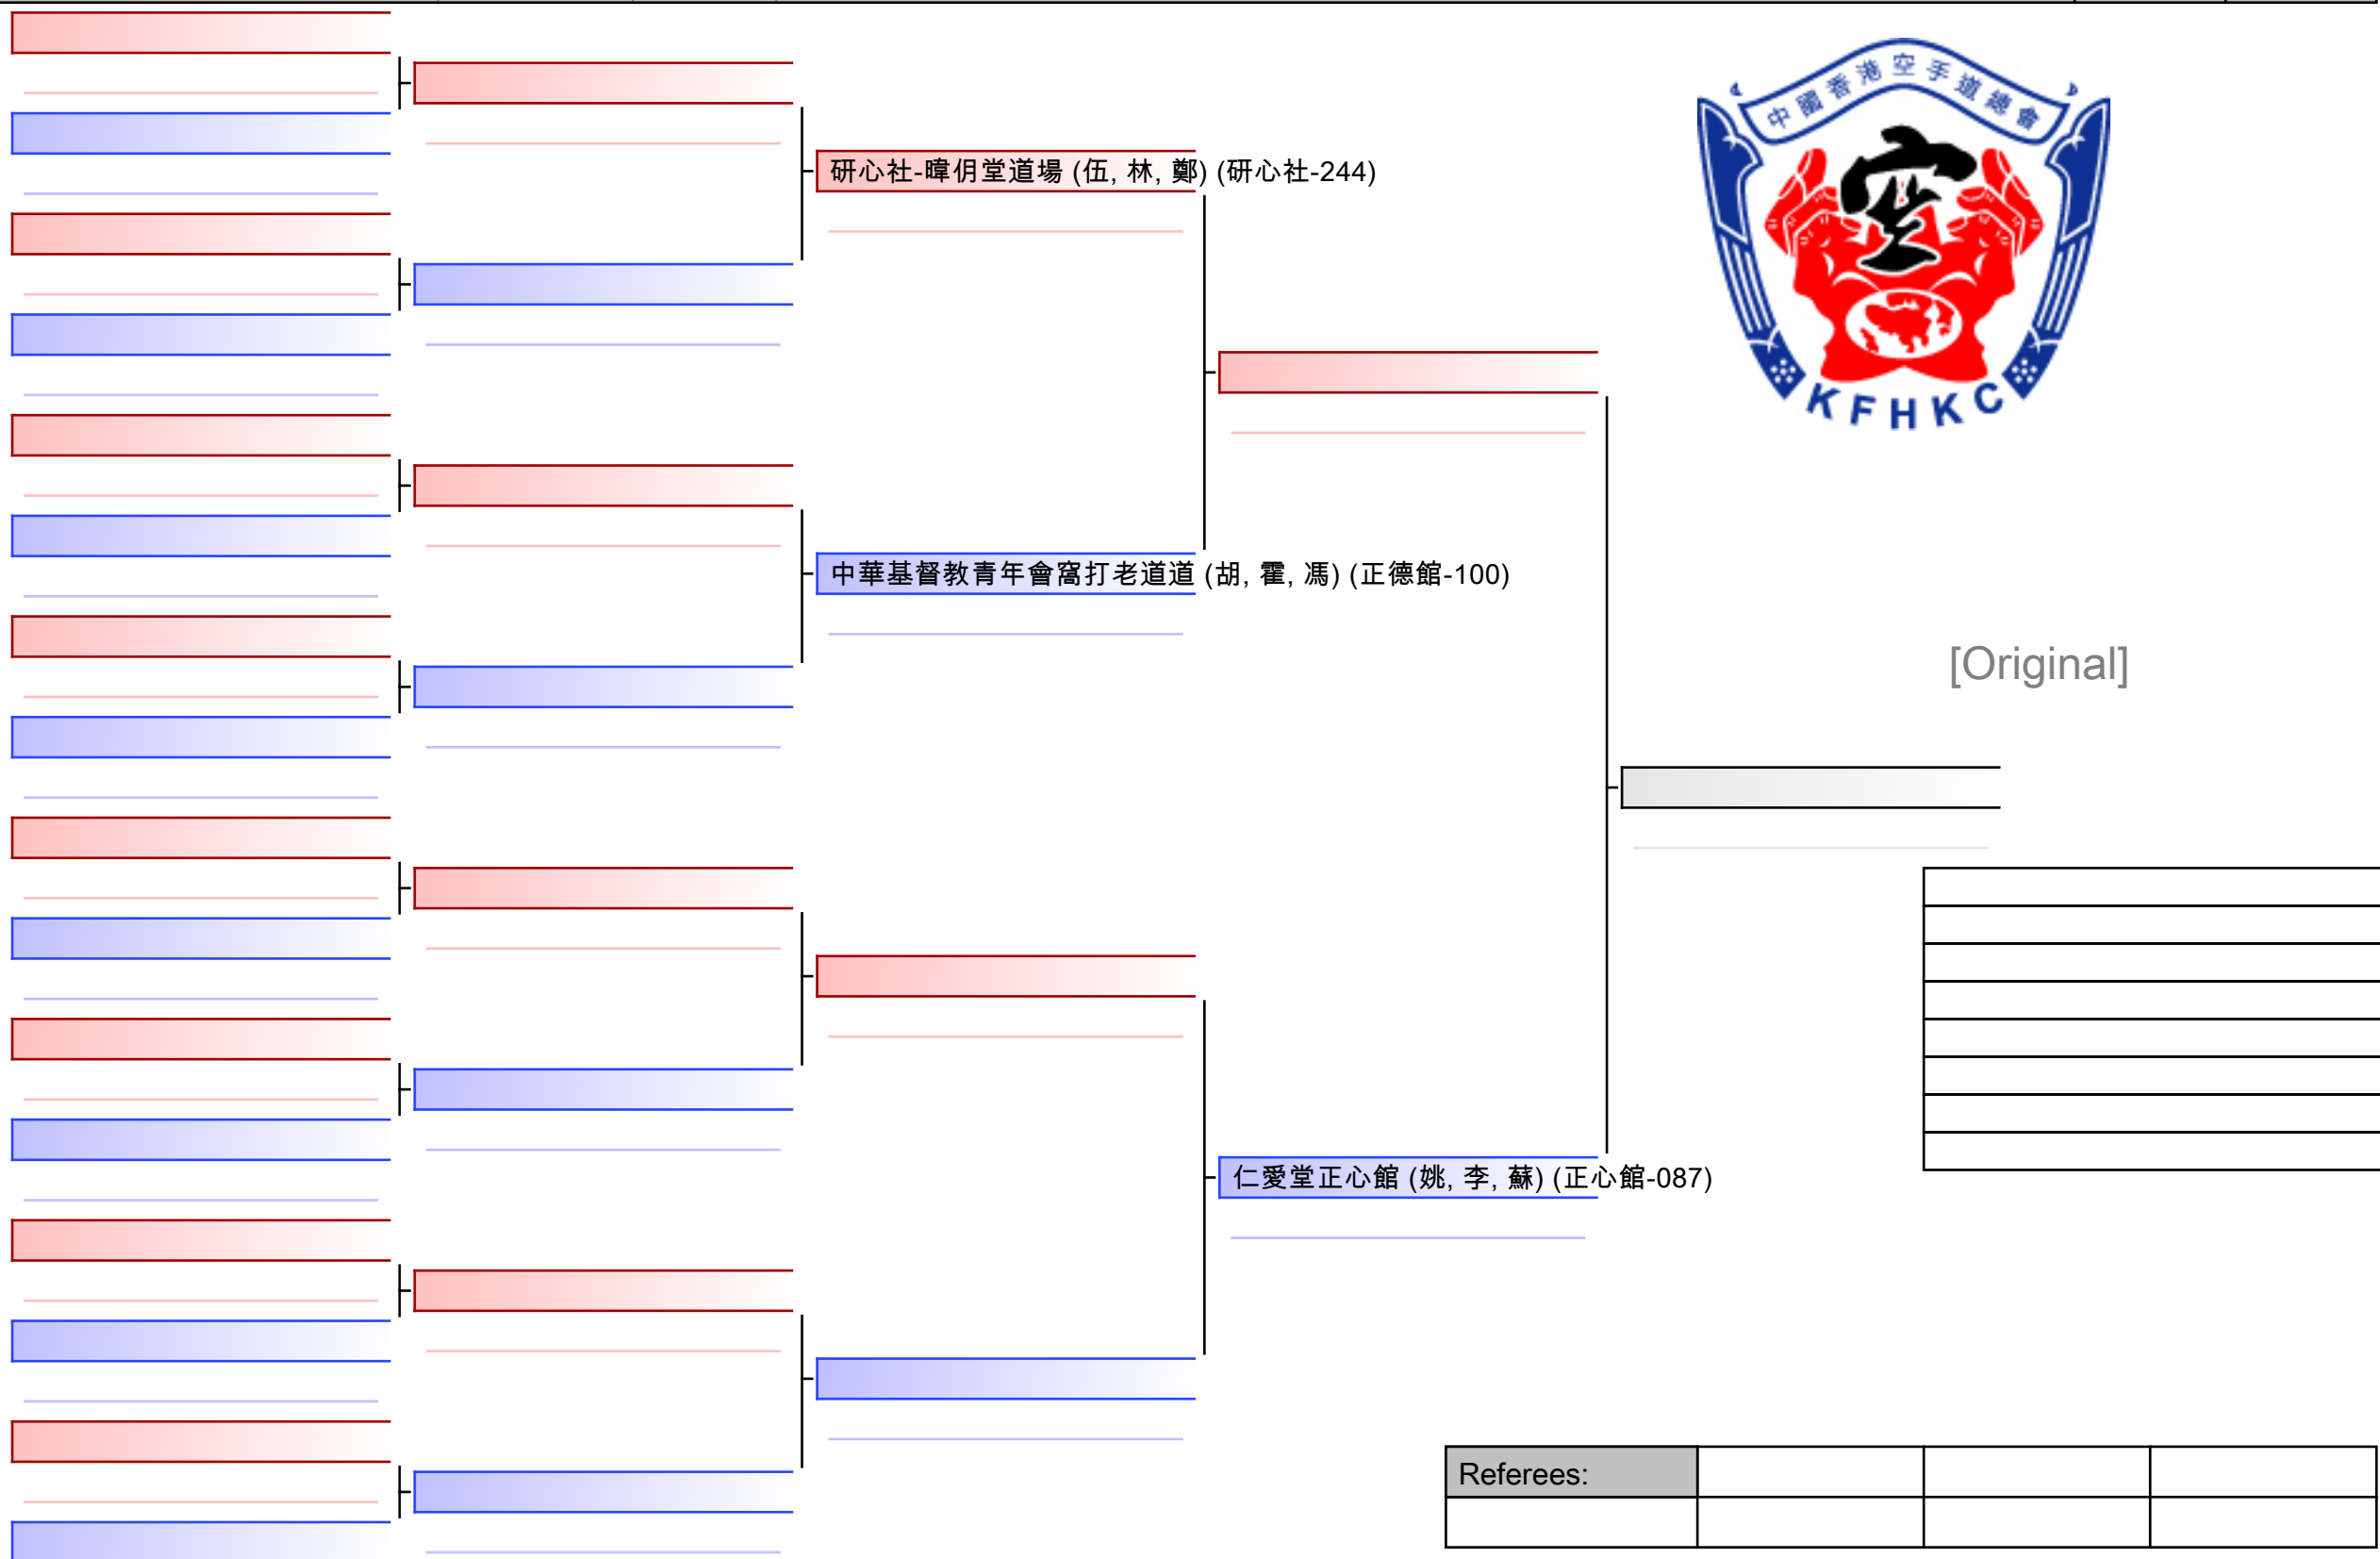 中國香港空手道總會
空
KFHKC
研心社-暐仴堂道場 (伍, 林, 鄭) (研心社-244)
中華基督教青年會窩打老道道 (胡, 霍, 馮) (正德館-100)
[Original]
仁愛堂正心館 (姚, 李, 蘇) (正心館-087)
Referees: